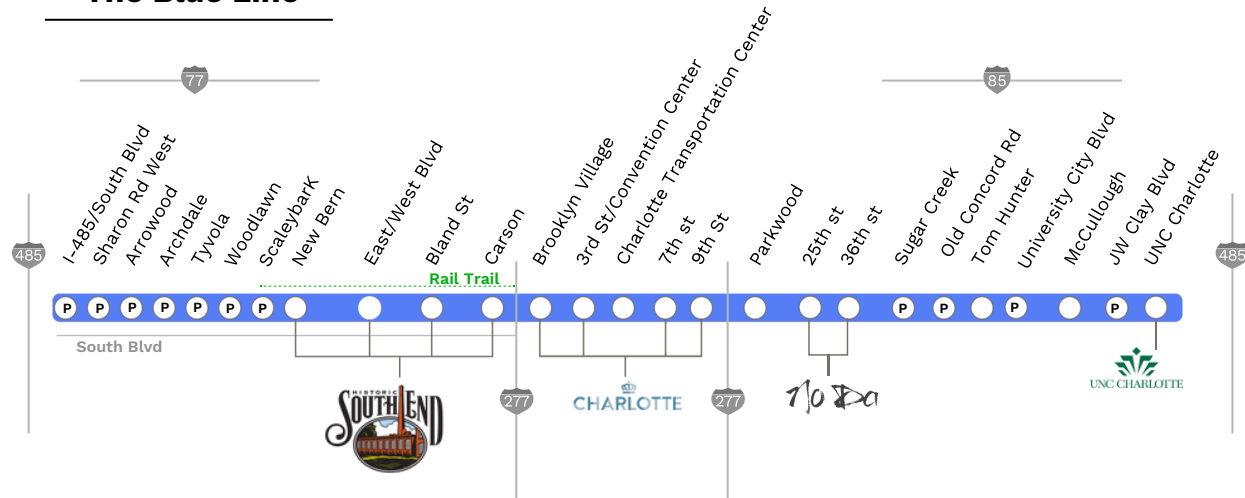 The Blue Line
77
85
I-485/South Blvd
Sharon Rd West
Arrowood
Archdale
Tyvola
Woodlawn
ScaleybarK
New Bern
East/West Blvd
Bland St
Carson
Brooklyn Village
3rd St/Convention Center
Charlotte Transportation Center
7th st
9th St
Parkwood
25th st
36th st
Sugar Creek
Old Concord Rd
Tom Hunter
University City Blvd
McCullough
JW Clay Blvd
UNC Charlotte
485
485
Rail Trail
P P P P P P P P P P P
South Blvd
HISTORIC
SOUTH END
277
CHARLOTTE
277
No Da
UNC CHARLOTTE